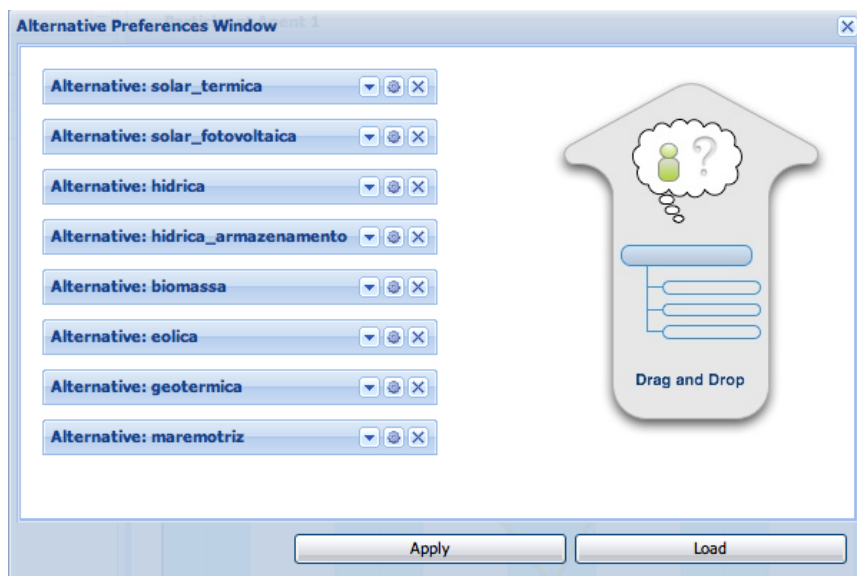 Alternative Preferences Window
Alternative: solar_termica
Alternative: solar_fotovoltaica
Alternative: hidrica
Alternative: hidrica_armazenamento
Alternative: biomassa
Alternative: eolica
Alternative: geotermica
Alternative: maremotriz
?
Drag and Drop
Apply
Load